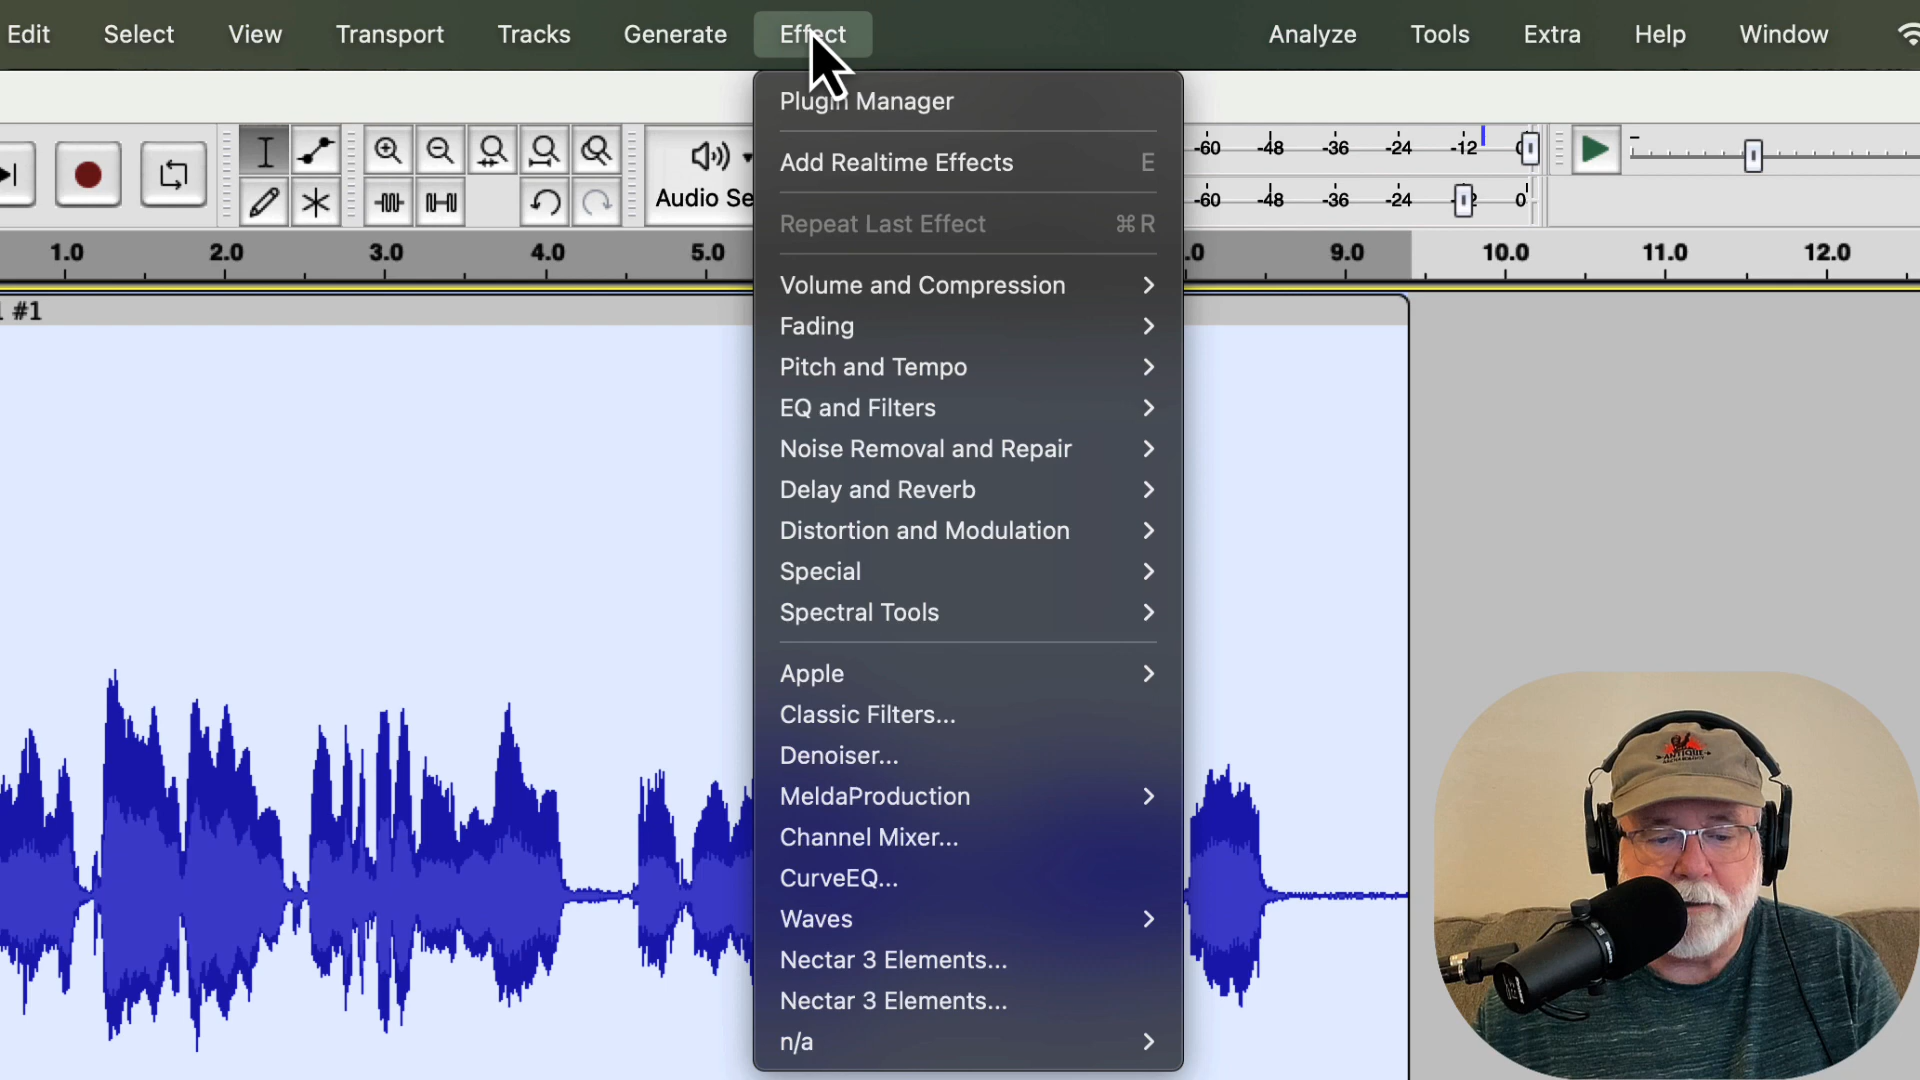 Edit Select View Transport Tracks Generate Effect Analyze Tools Extra Help Window
Plugin Manager
Add Realtime Effects E
Repeat Last Effect ⌘R
Volume and Compression
Fading
Pitch and Tempo
EQ and Filters
Noise Removal and Repair
Delay and Reverb
Distortion and Modulation
Special
Spectral Tools
Apple
Classic Filters...
Denoiser...
MeldaProduction
Channel Mixer...
CurveEQ...
Waves
Nectar 3 Elements...
Nectar 3 Elements...
n/a
Audio Se
-60 -48 -36 -24 -12 0
-60 -48 -36 -24 -12 0
1.0 2.0 3.0 4.0 5.0 .0 9.0 10.0 11.0 12.0
#1
ANTIQUE